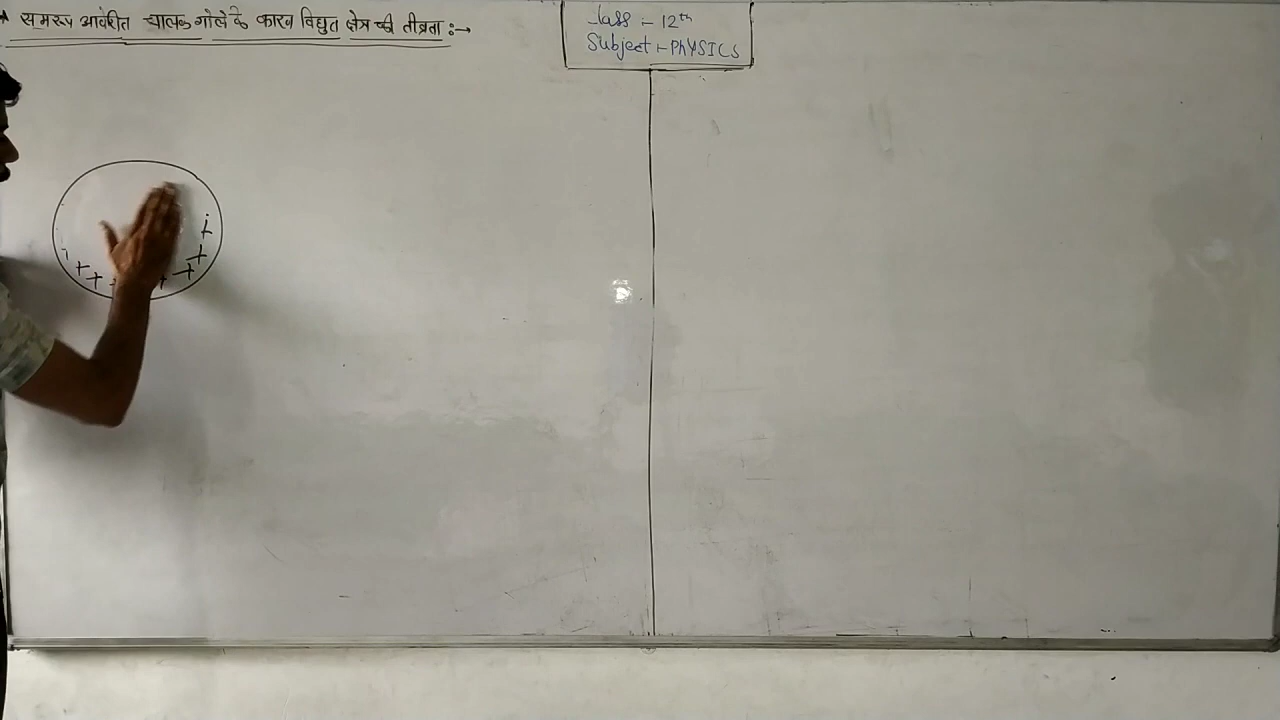 समरूप आवेशित चालक गोले के कारण विद्युत क्षेत्र की तीव्रता :→
Class :- 12th
Subject :- PHYSICS
+ + + + + +